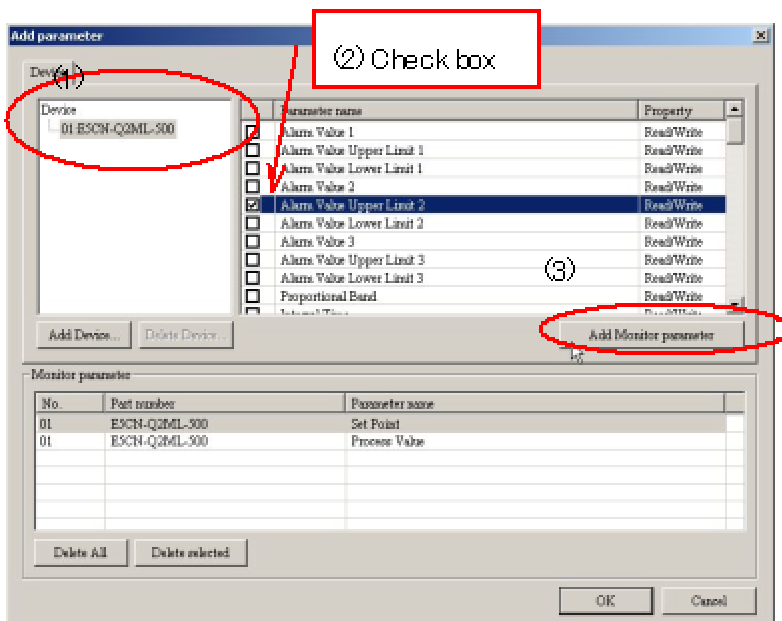 Add parameter
(2) Check box
Device
(1)
Device
01 E5CN-Q2ML-500
Parameter name Property
Alarm Value 1 Read/Write
Alarm Value Upper Limit 1 Read/Write
Alarm Value Lower Limit 1 Read/Write
Alarm Value 2 Read/Write
Alarm Value Upper Limit 2 Read/Write
Alarm Value Lower Limit 2 Read/Write
Alarm Value 3 Read/Write
Alarm Value Upper Limit 3 Read/Write
(3)
Alarm Value Lower Limit 3 Read/Write
Proportional Band Read/Write
Add Device... Delete Device... Add Monitor parameter
Monitor parameter
No. Part number Parameter name
01 E5CN-Q2ML-500 Set Point
01 E5CN-Q2ML-500 Process Value
Delete All Delete selected
OK Cancel